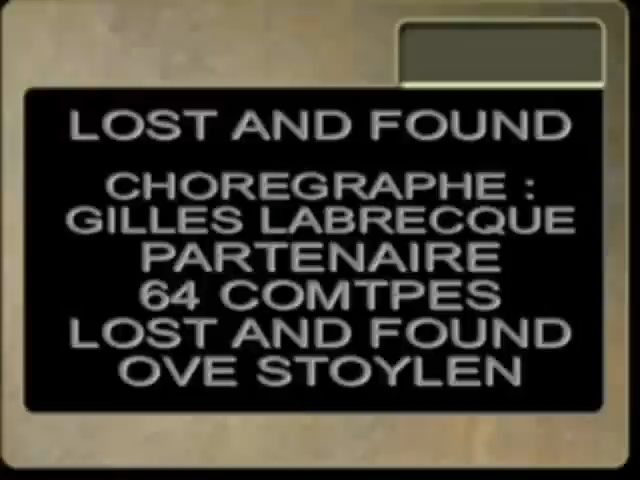 LOST AND FOUND
CHOREGRAPHE :
GILLES LABRECQUE
PARTENAIRE
64 COMTPES
LOST AND FOUND
OVE STOYLEN